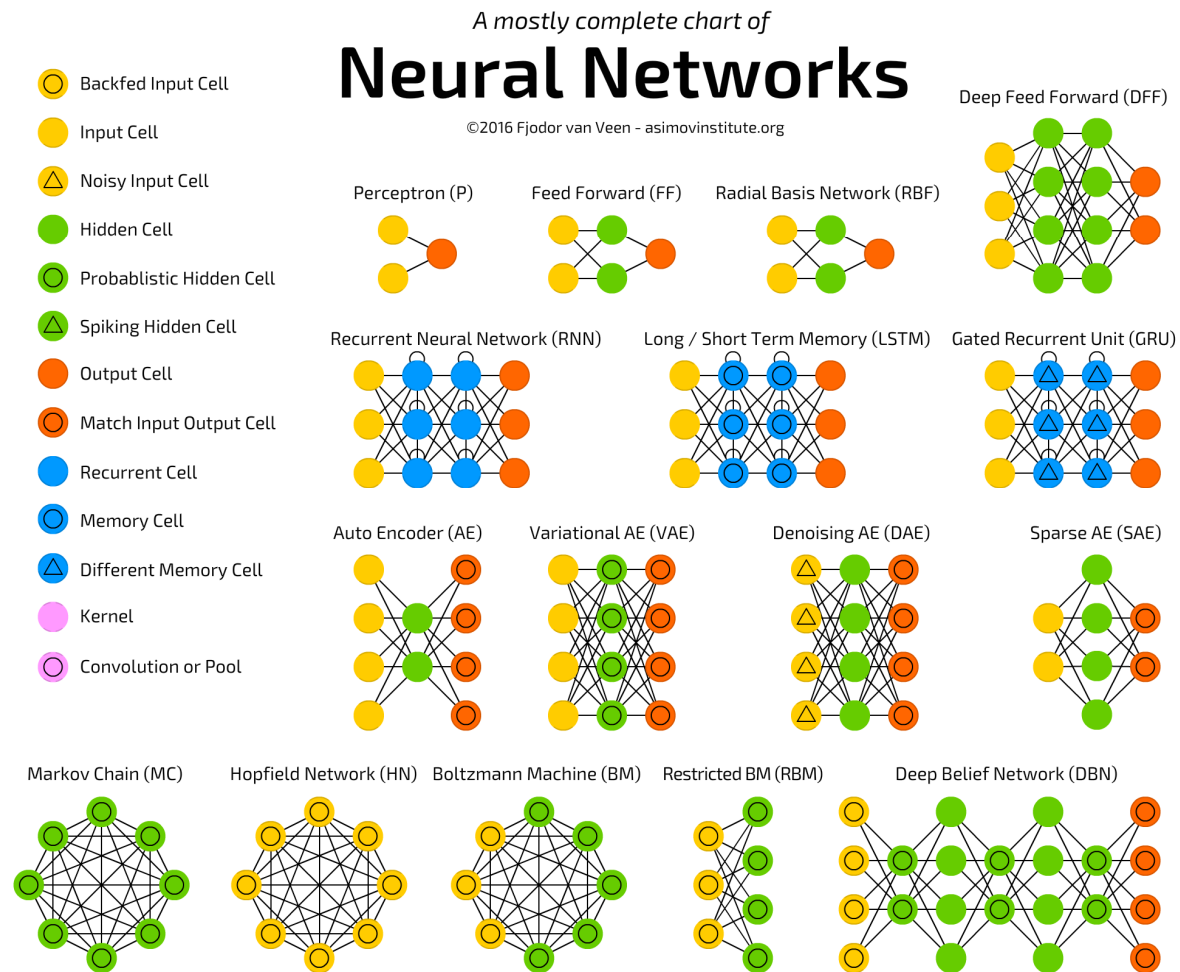 A mostly complete chart of
Neural Networks
©2016 Fjodor van Veen - asimovinstitute.org
Backfed Input Cell
Input Cell
Noisy Input Cell
Hidden Cell
Probablistic Hidden Cell
Spiking Hidden Cell
Output Cell
Match Input Output Cell
Recurrent Cell
Memory Cell
Different Memory Cell
Kernel
Convolution or Pool
Deep Feed Forward (DFF)
Perceptron (P)
Feed Forward (FF)
Radial Basis Network (RBF)
Recurrent Neural Network (RNN)
Long / Short Term Memory (LSTM)
Gated Recurrent Unit (GRU)
Auto Encoder (AE)
Variational AE (VAE)
Denoising AE (DAE)
Sparse AE (SAE)
Markov Chain (MC)
Hopfield Network (HN)
Boltzmann Machine (BM)
Restricted BM (RBM)
Deep Belief Network (DBN)